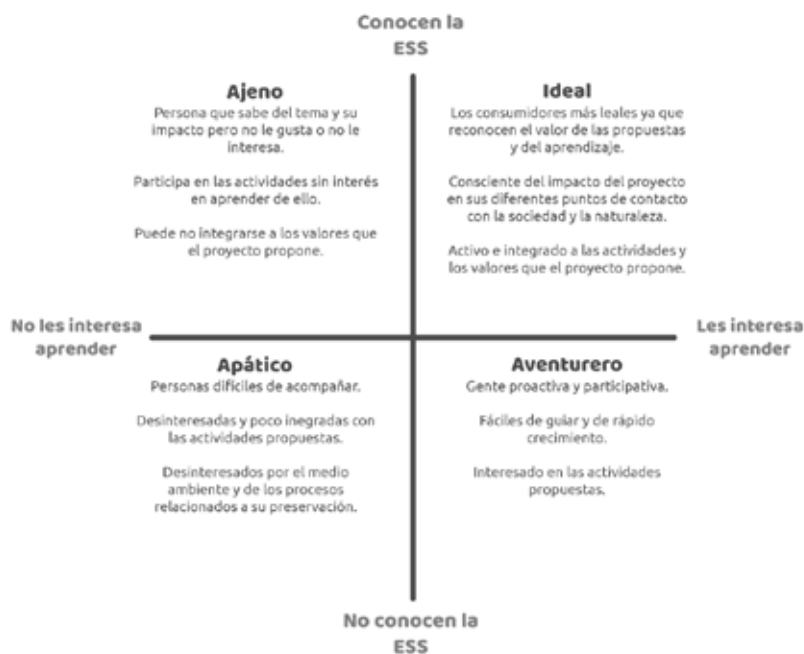 Conocen la
ESS
Ajeno
Persona que sabe del tema y su
impacto pero no le gusta o no le
interesa.
Participa en las actividades sin interés
en aprender de ello.
Puede no integrarse a los valores que
el proyecto propone.
Ideal
Los consumidores más leales ya que
reconocen el valor de las propuestas
y del aprendizaje.
Consciente del impacto del proyecto
en sus diferentes puntos de contacto
con la sociedad y la naturaleza.
Activo e integrado a las actividades y
los valores que el proyecto propone.
No les interesa
aprender
Les interesa
aprender
Apático
Personas difíciles de acompañar.
Desinteresadas y poco inegradas con
las actividades propuestas.
Desinteresados por el medio
ambiente y de los procesos
relacionados a su preservación.
Aventurero
Gente proactiva y participativa.
Fáciles de guiar y de rápido
crecimiento.
Interesado en las actividades
propuestas.
No conocen la
ESS